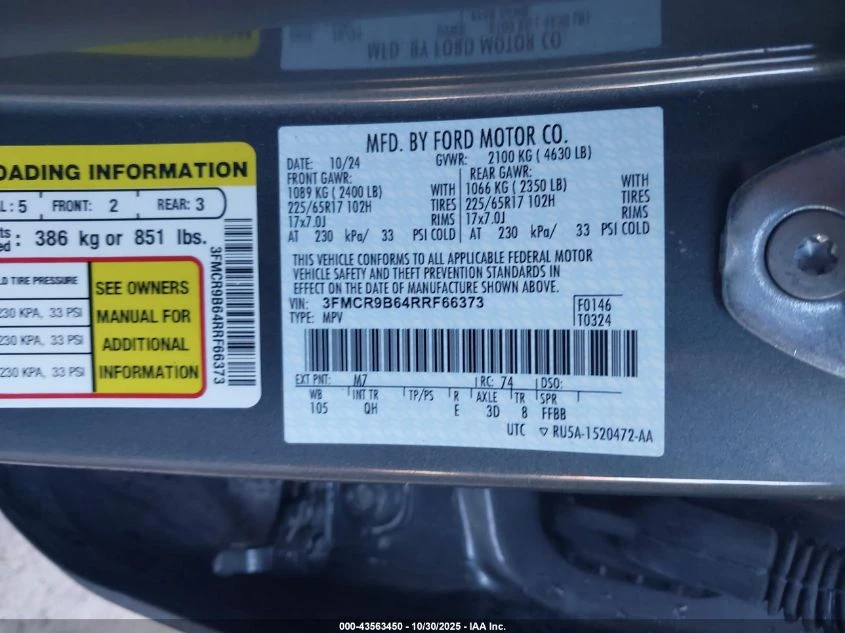 MFD. BY FORD MOTOR CO
OADING INFORMATION
L : 5 FRONT: 2 REAR: 3
386 kg or 851 lbs.
D TIRE PRESSURE
230 KPA, 33 PSI
230 KPA, 33 PSI
230 KPA, 33 PSI
SEE OWNERS
MANUAL FOR
ADDITIONAL
INFORMATION
3FMCR9B64RRF66373
MFD. BY FORD MOTOR CO.
DATE: 10/24 GVWR: 2100 KG ( 4630 LB)
FRONT GAWR: REAR GAWR:
1089 KG ( 2400 LB) WITH 1066 KG ( 2350 LB) WITH
225/65R17 102H TIRES 225/65R17 102H TIRES
17x7.0J RIMS 17x7.0J RIMS
AT 230 kPa/ 33 PSI COLD AT 230 kPa/ 33 PSI COLD
THIS VEHICLE CONFORMS TO ALL APPLICABLE FEDERAL MOTOR
VEHICLE SAFETY AND THEFT PREVENTION STANDARDS IN
EFFECT ON THE DATE OF MANUFACTURE SHOWN ABOVE.
VIN: 3FMCR9B64RRF66373 F0146
TYPE: MPV T0324
EXT PNT: M7 RC: 74 DSO:
WB INT TR TP/PS R AXLE TR SPR
105 QH E 3D 8 FFBB
UTC ▽ RU5A-1520472-AA
000-43563450 - 10/30/2025 - IAA Inc.